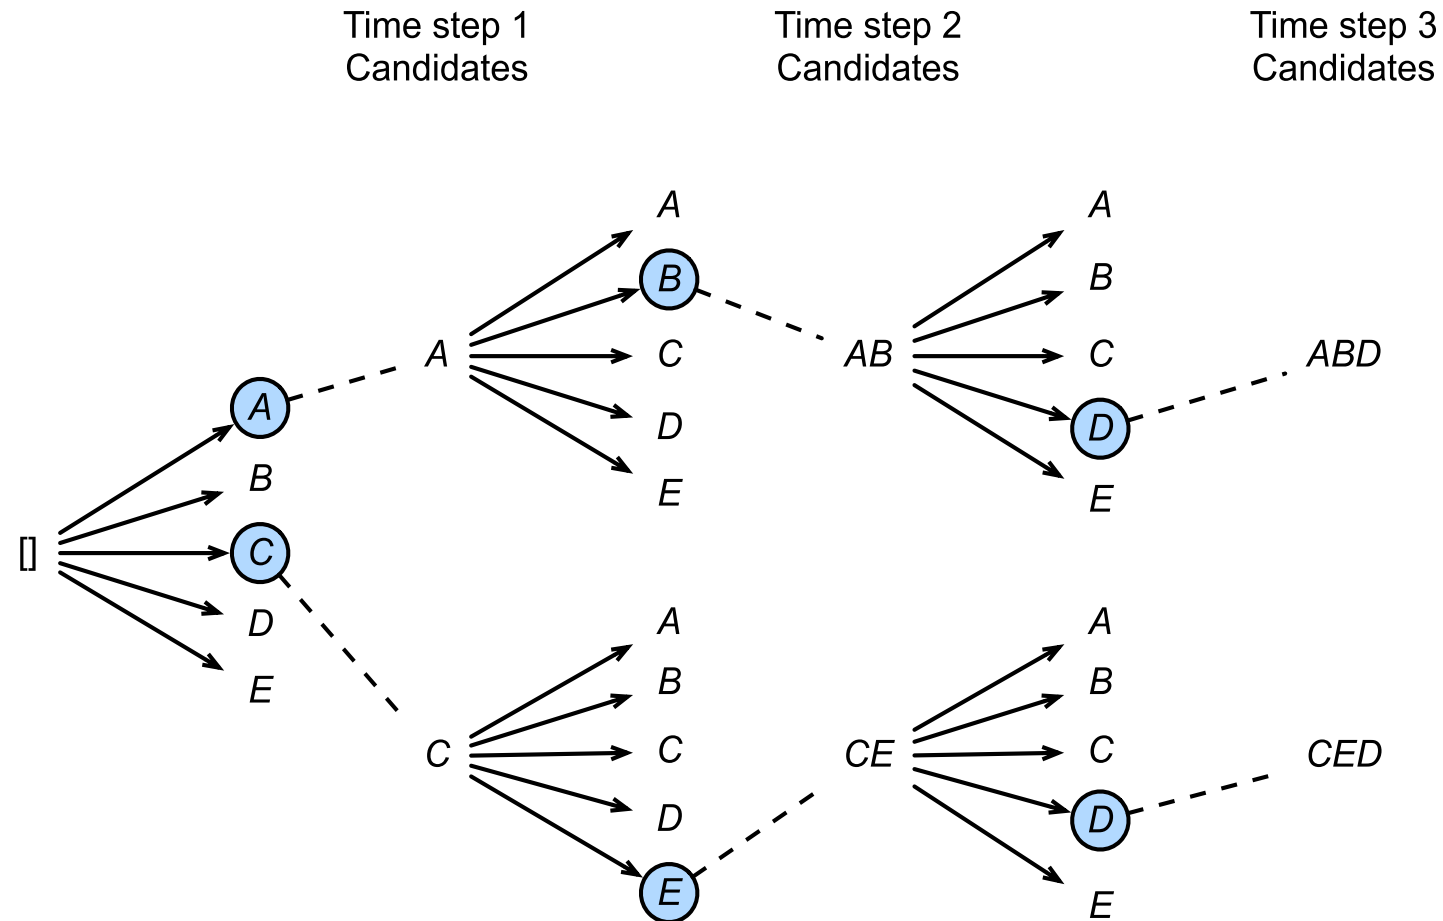 Time step 1
Candidates
Time step 2
Candidates
Time step 3
Candidates
[]
A
B
C
D
E
A
A
B
C
D
E
AB
A
B
C
D
E
ABD
C
A
B
C
D
E
CE
A
B
C
D
E
CED